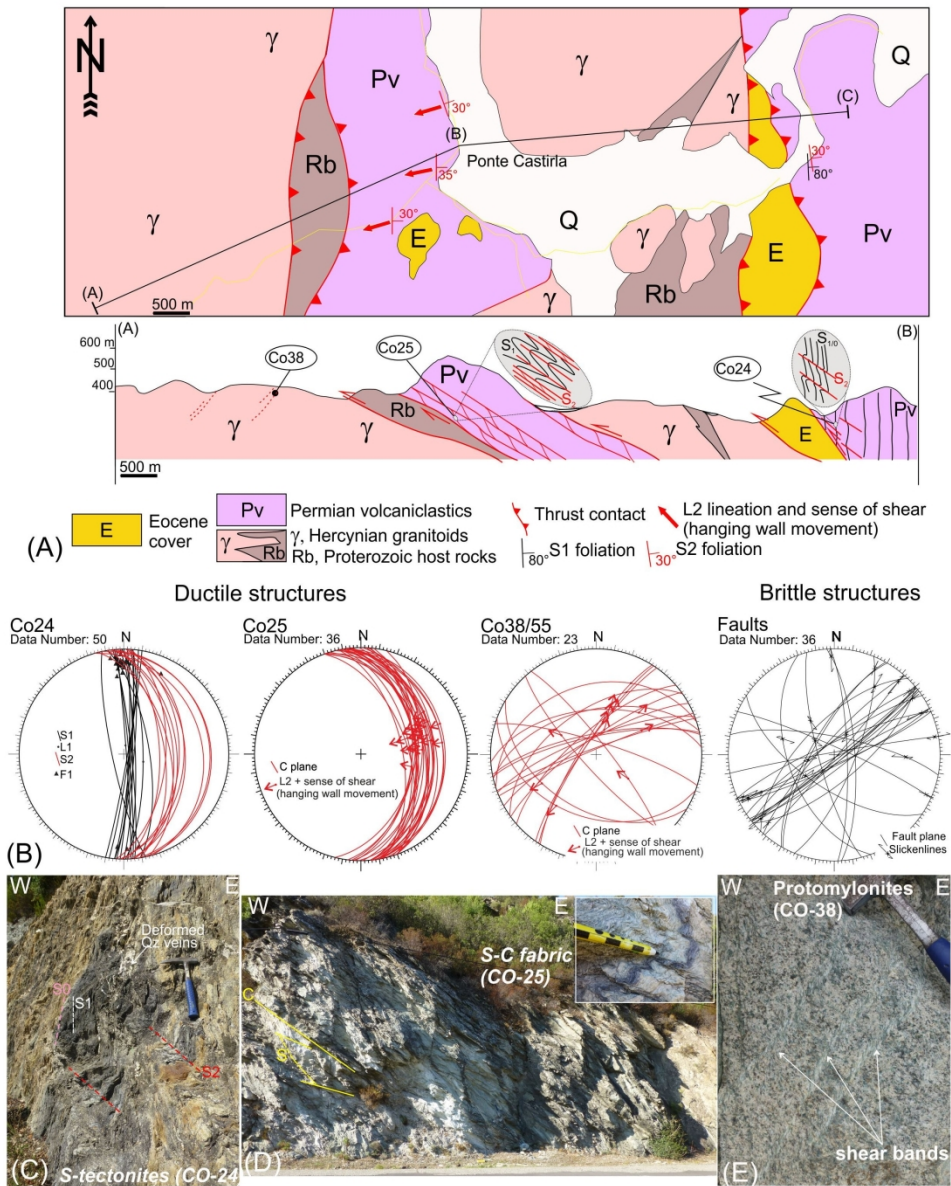 N
γ
Pv
γ
γ
Q
30°
(B)
(C)
Ponte Castirla
Rb
35°
30°
80°
γ
30°
E
Q
γ
E
Pv
Rb
γ
(A)
500 m
(A)
(B)
600 m
500
400
Co38
Co25
Pv
S1
S2
Co24
S1/0
S2
Rb
γ
γ
γ
E
Pv
500 m
(A)
E
Eocene
cover
Pv
Permian volcaniclastics
γ
Rb
γ, Hercynian granitoids
Rb, Proterozoic host rocks
Thrust contact
L2 lineation and sense of shear
(hanging wall movement)
80°
S1 foliation
30°
S2 foliation
Ductile structures
Brittle structures
Co24
Data Number: 50
N
S1
L1
S2
F1
Co25
Data Number: 36
N
C plane
L2 + sense of shear
(hanging wall movement)
Co38/55
Data Number: 23
N
C plane
L2 + sense of shear
(hanging wall movement)
Faults
Data Number: 36
N
Fault plane
Slickenlines
(B)
W
E
Deformed
Qz veins
S0
S1
S2
(C)
S-tectonites (CO-24
W
E
S-C fabric
(CO-25)
C
S
(D)
W
E
Protomylonites
(CO-38)
shear bands
(E)